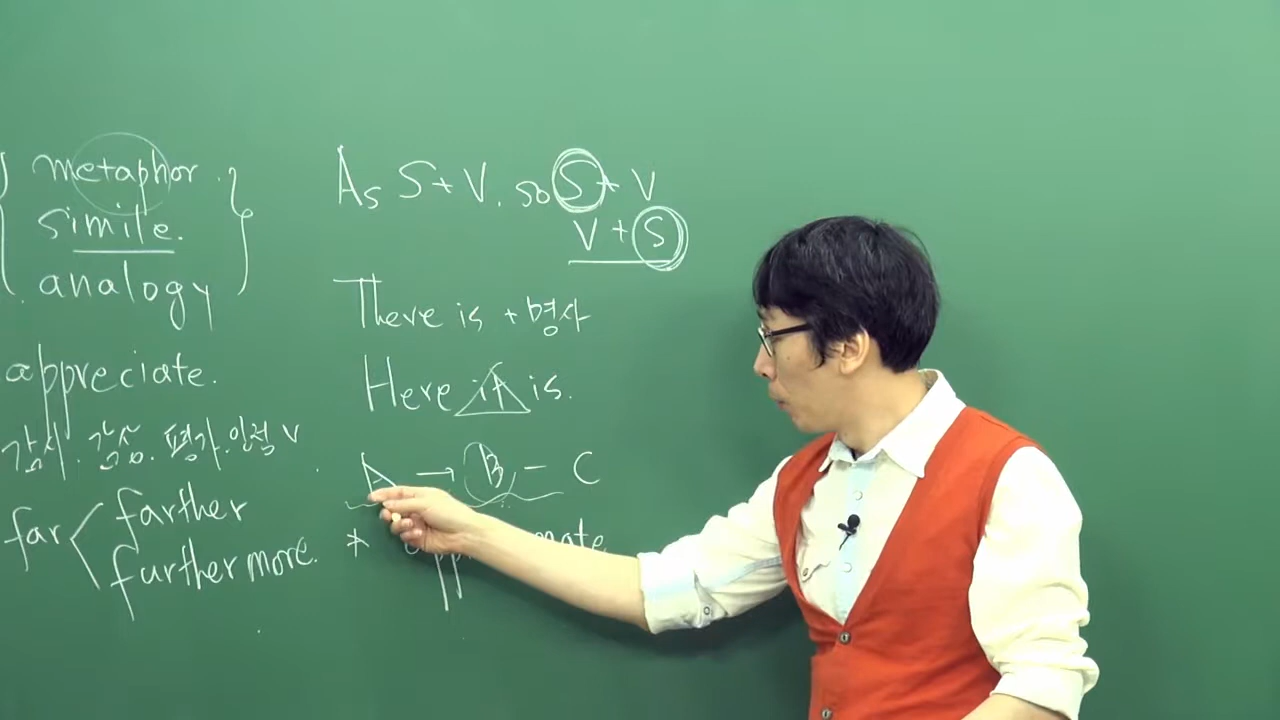 metaphor.
simile.
analogy
appreciate.
감사. 감상. 평가. 인정 V
far
farther
furthermore.
As S + V, so S + V
V + S
There is + 명사
Here it is.
A → B - C
*